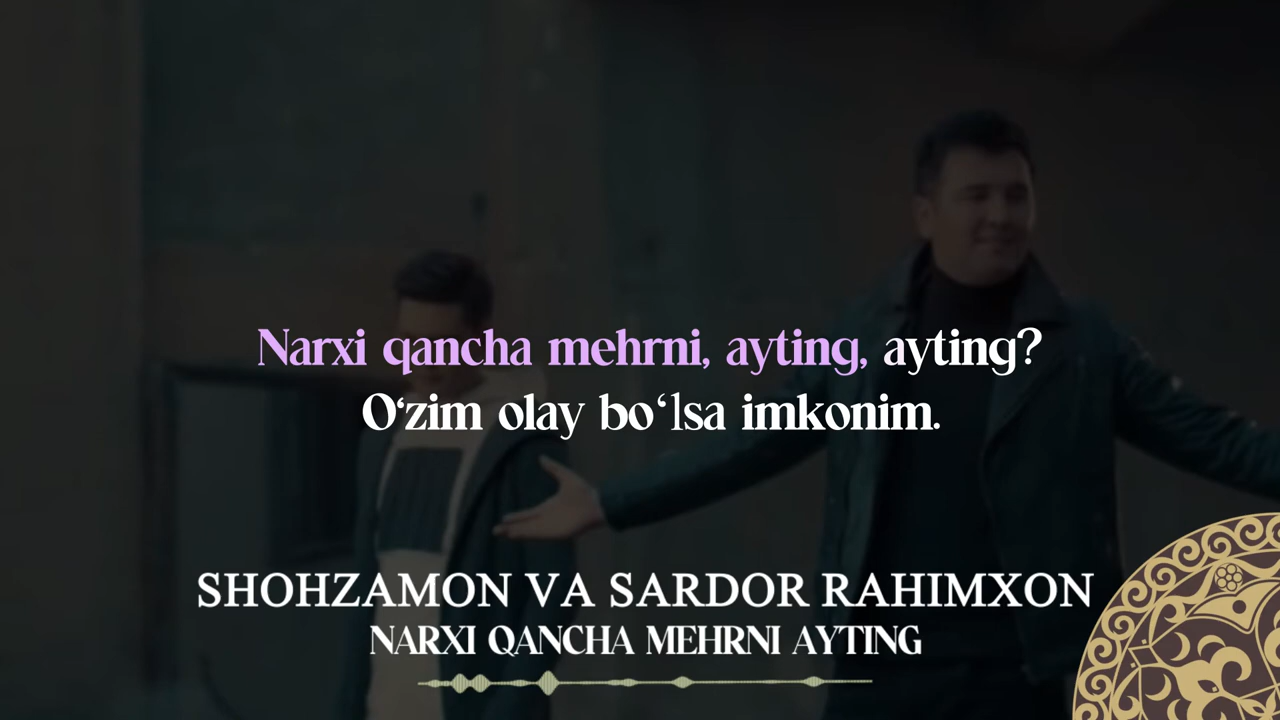 Narxi qancha mehrni, ayting, ayting?
O‘zim olay bo‘lsa imkonim.
SHOHZAMON VA SARDOR RAHIMXON
NARXI QANCHA MEHRNI AYTING